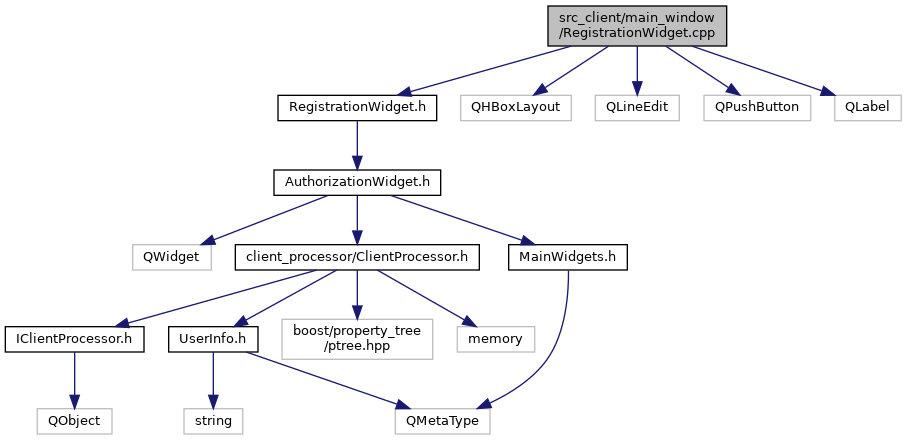 src_client/main_window
/RegistrationWidget.cpp
RegistrationWidget.h
QHBoxLayout
QLineEdit
QPushButton
QLabel
AuthorizationWidget.h
QWidget
client_processor/ClientProcessor.h
MainWidgets.h
IClientProcessor.h
UserInfo.h
boost/property_tree
/ptree.hpp
memory
QObject
string
QMetaType